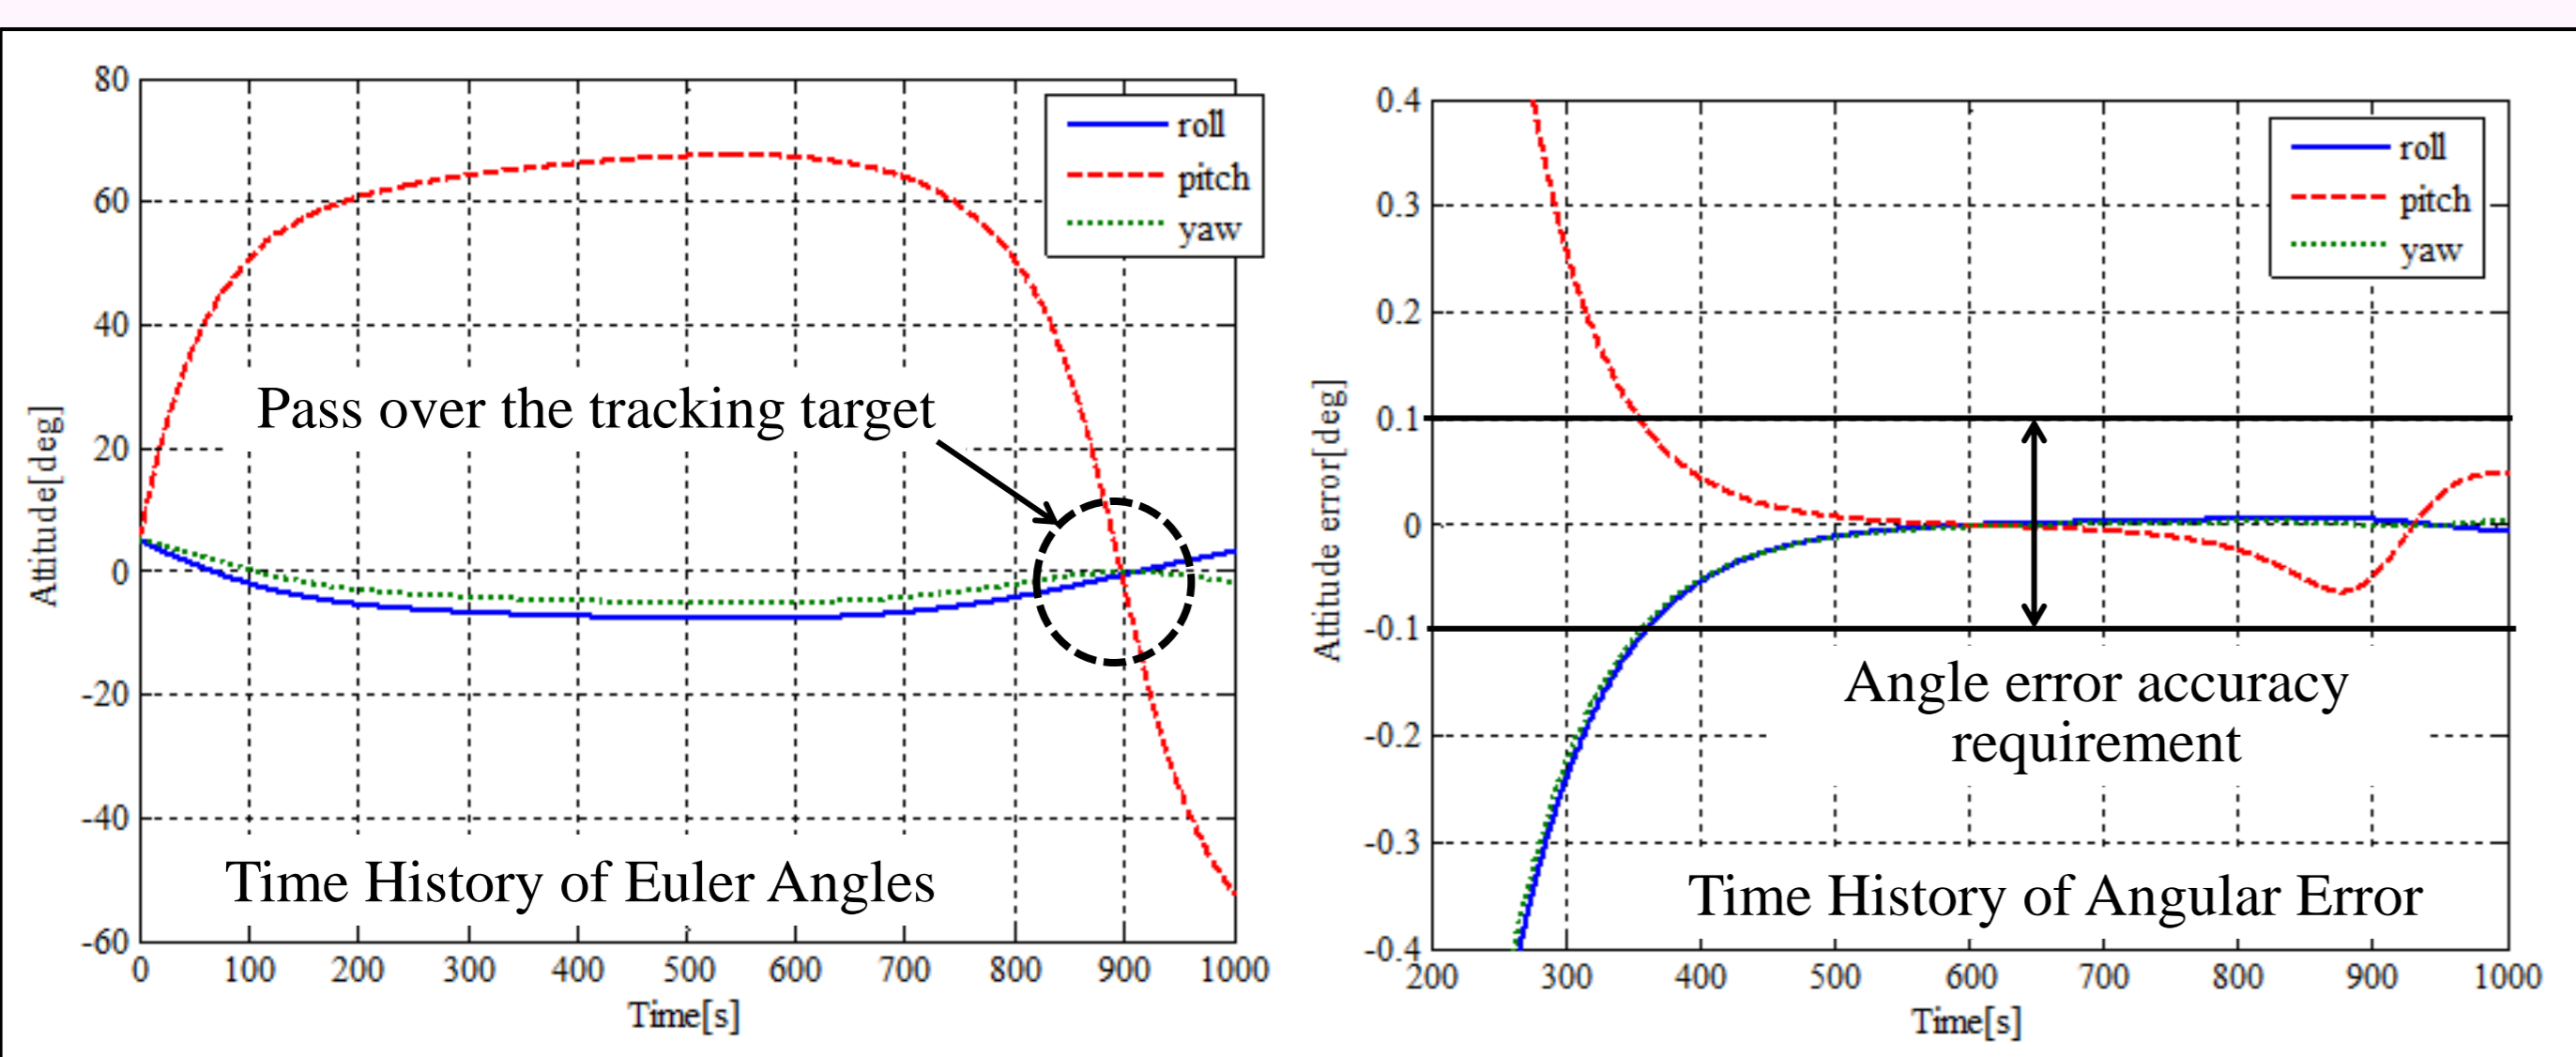 80
60
40
20
0
-20
-40
-60
0 100 200 300 400 500 600 700 800 900 1000
Attitude[deg]
Time[s]
roll
pitch
yaw
Pass over the tracking target
Time History of Euler Angles
0.4
0.3
0.2
0.1
0
-0.1
-0.2
-0.3
-0.4
200 300 400 500 600 700 800 900 1000
Attitude error[deg]
Time[s]
roll
pitch
yaw
Angle error accuracy
requirement
Time History of Angular Error